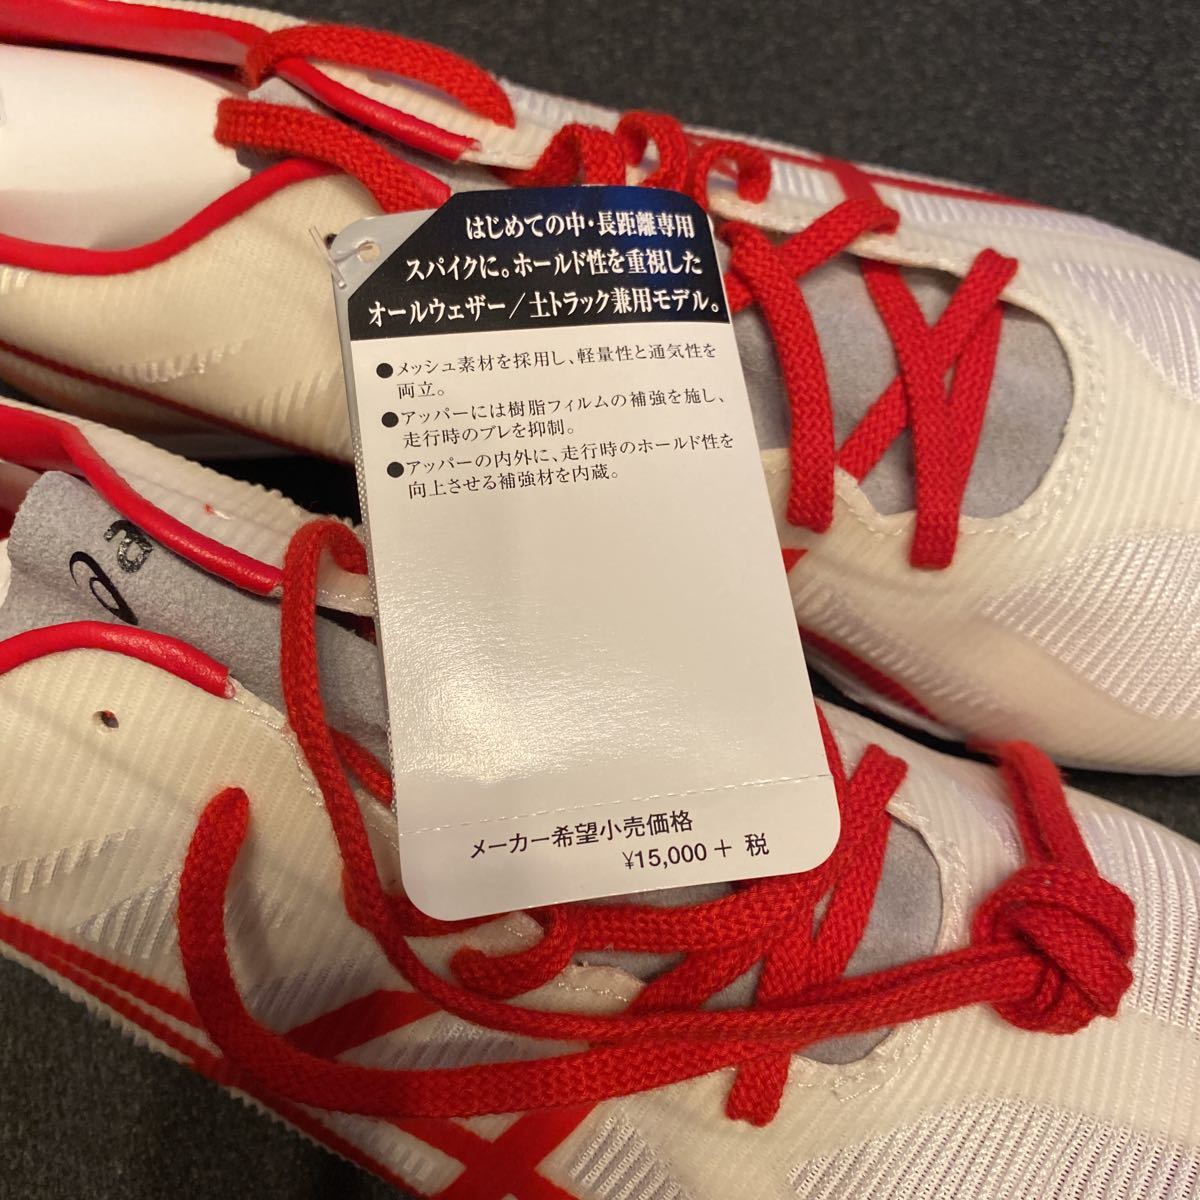 はじめての中・長距離専用
スパイクに。ホールド性を重視した
オールウェザー/土トラック兼用モデル。
●メッシュ素材を採用し、軽量性と通気性を
両立。
●アッパーには樹脂フィルムの補強を施し、
走行時のブレを抑制。
●アッパーの内外に、走行時のホールド性を
向上させる補強材を内蔵。
メーカー希望小売価格
¥15,000+税